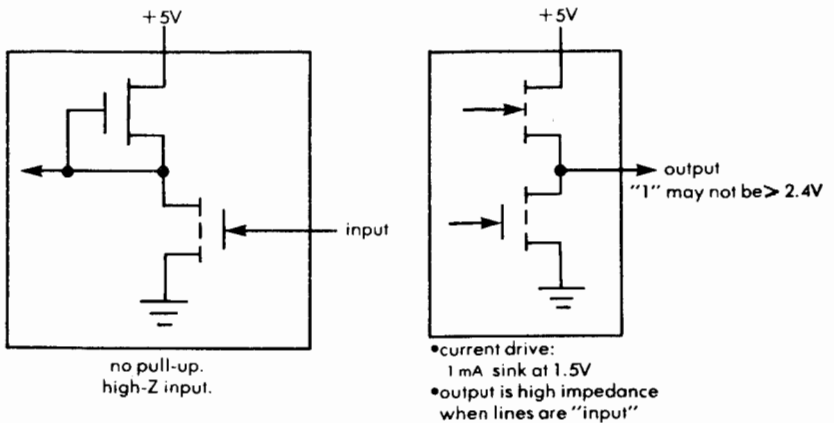 +5V
input
no pull-up.
high-Z input.
+5V
output
"1" may not be > 2.4V
•current drive:
1 mA sink at 1.5V
•output is high impedance
when lines are "input"